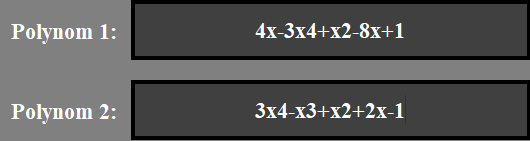 Polynom 1: 4x-3x4+x2-8x+1
Polynom 2: 3x4-x3+x2+2x-1